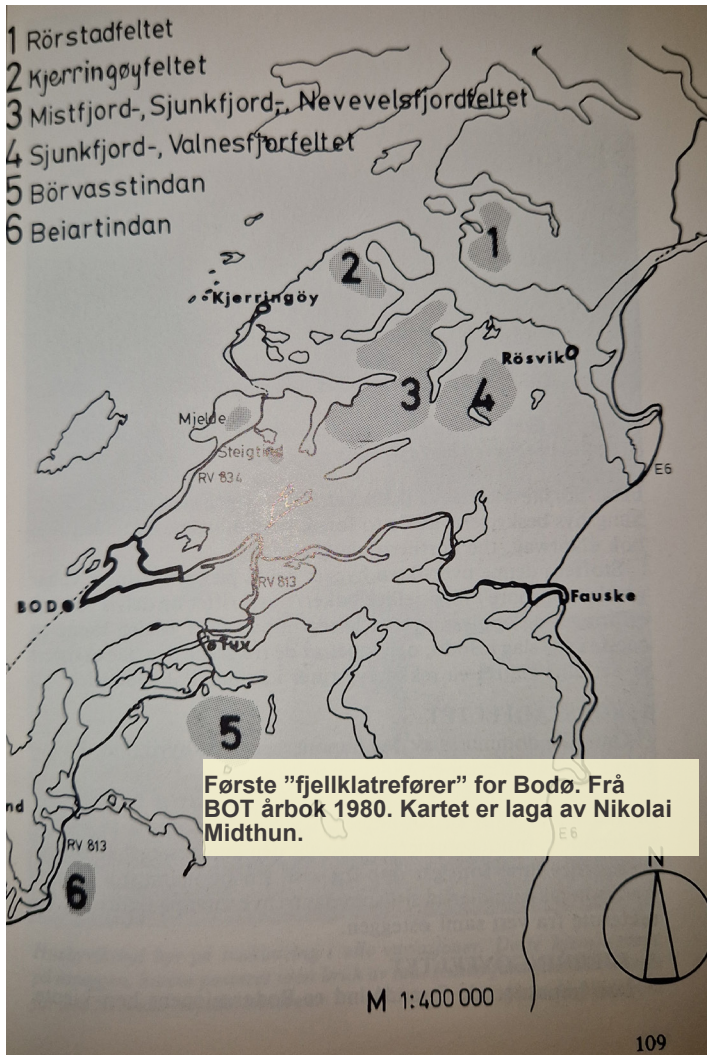 1 Rörstadfeltet
2 Kjerringøyfeltet
3 Mistfjord-, Sjunkfjord-, Nevevelsfjordfeltet
4 Sjunkfjord-, Valnesfjorfeltet
5 Börvasstindan
6 Beiartindan
1
2
Kjerringöy
Rösvik
3
4
Mjelde
Steigtind
RV 834
E6
RV 813
BODØ
Fauske
Tux
5
Første ”fjellklatrefører” for Bodø. Frå
BOT årbok 1980. Kartet er laga av Nikolai
Midthun.
nd
E6
RV 813
N
6
M 1:400 000
109